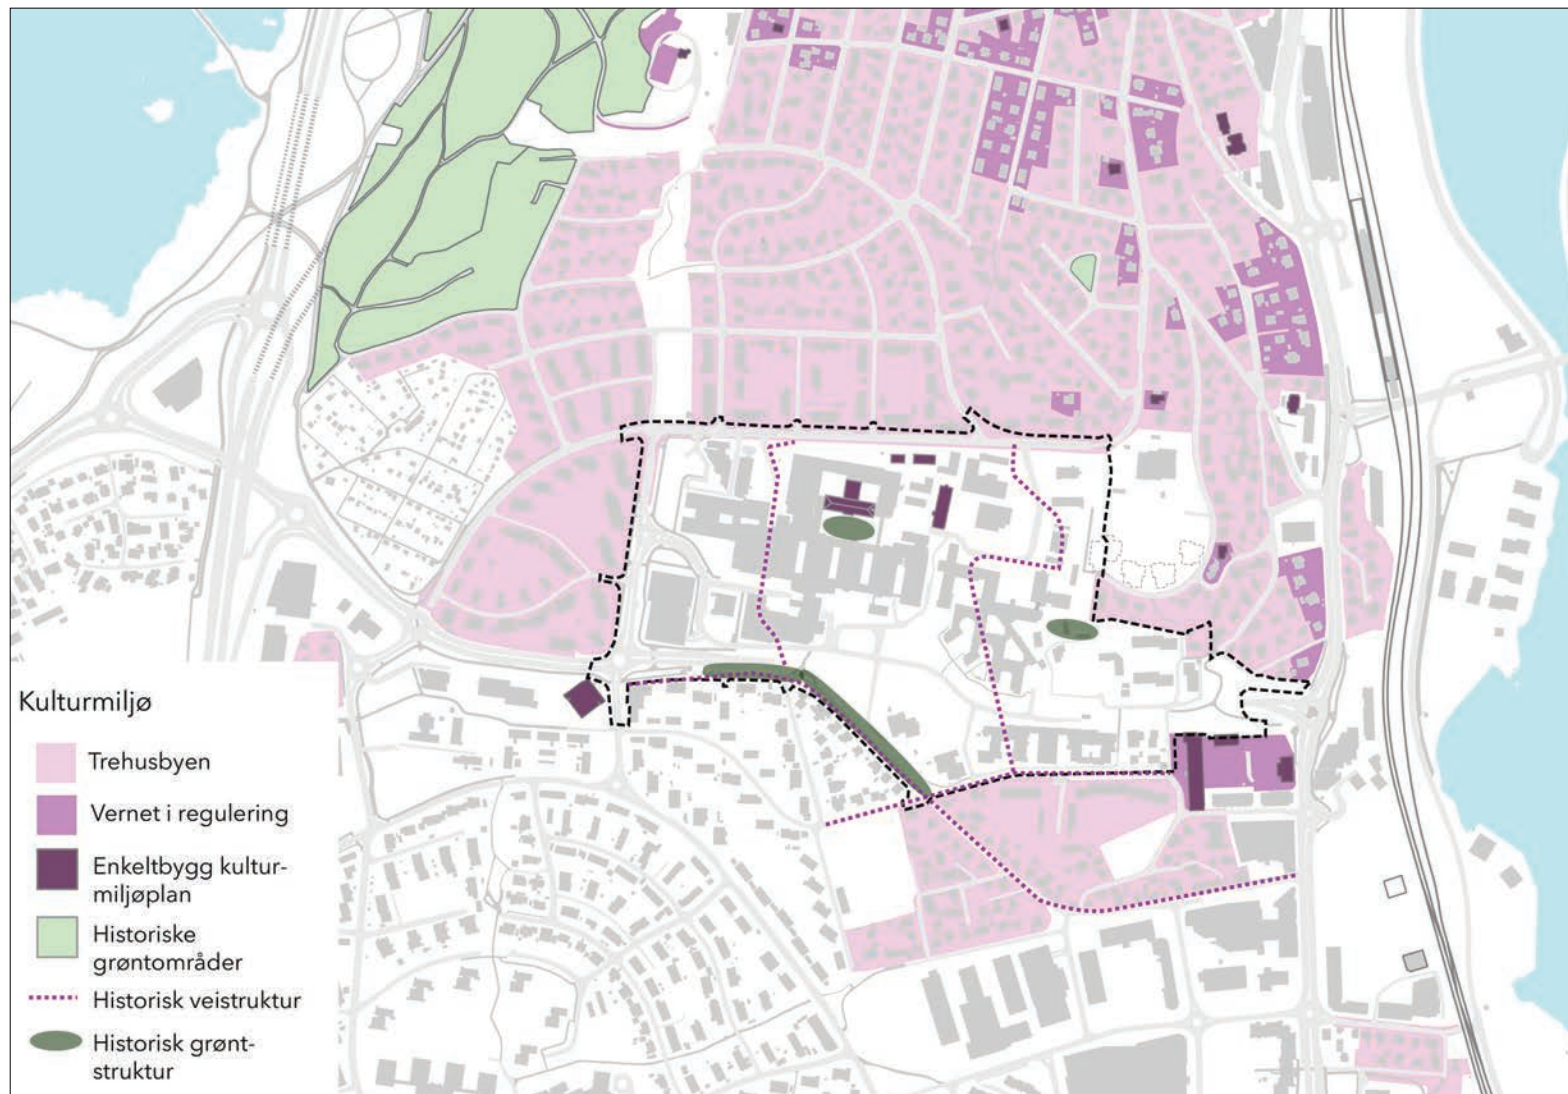 Kulturmiljø
Trehusbyen
Vernet i regulering
Enkeltbygg kultur-
miljøplan
Historiske
grøntområder
Historisk veistruktur
Historisk grønt-
struktur